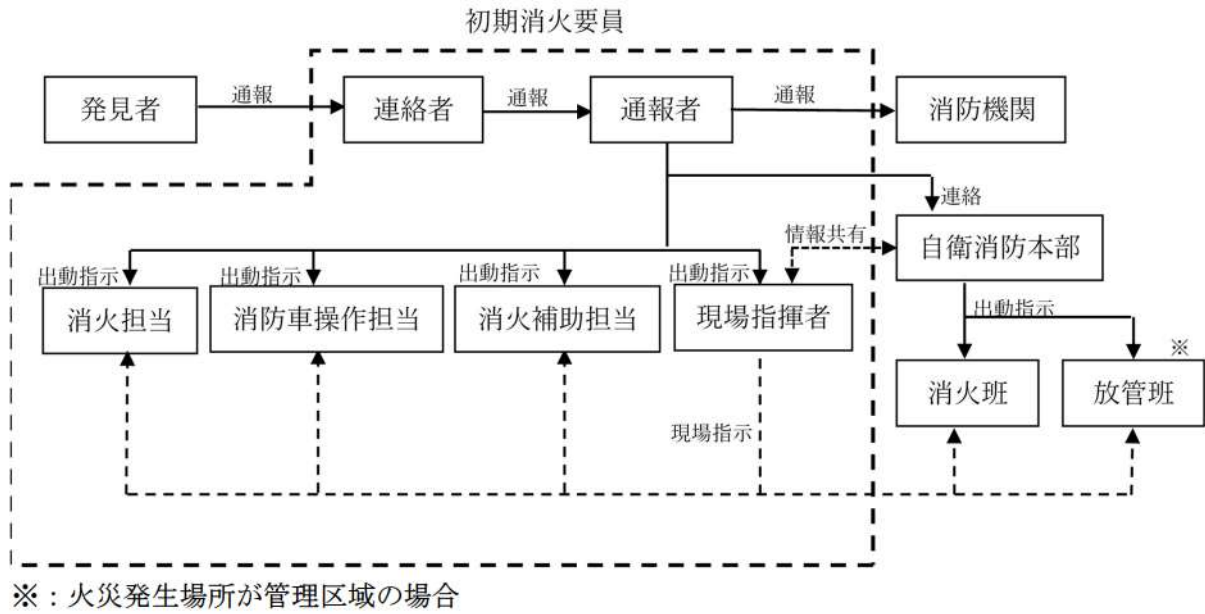 初期消火要員
発見者
通報
連絡者
通報
通報者
通報
消防機関
連絡
情報共有
自衛消防本部
出動指示
消火担当
出動指示
消防車操作担当
出動指示
消火補助担当
出動指示
現場指揮者
出動指示
※
消火班
放管班
現場指示
※：火災発生場所が管理区域の場合